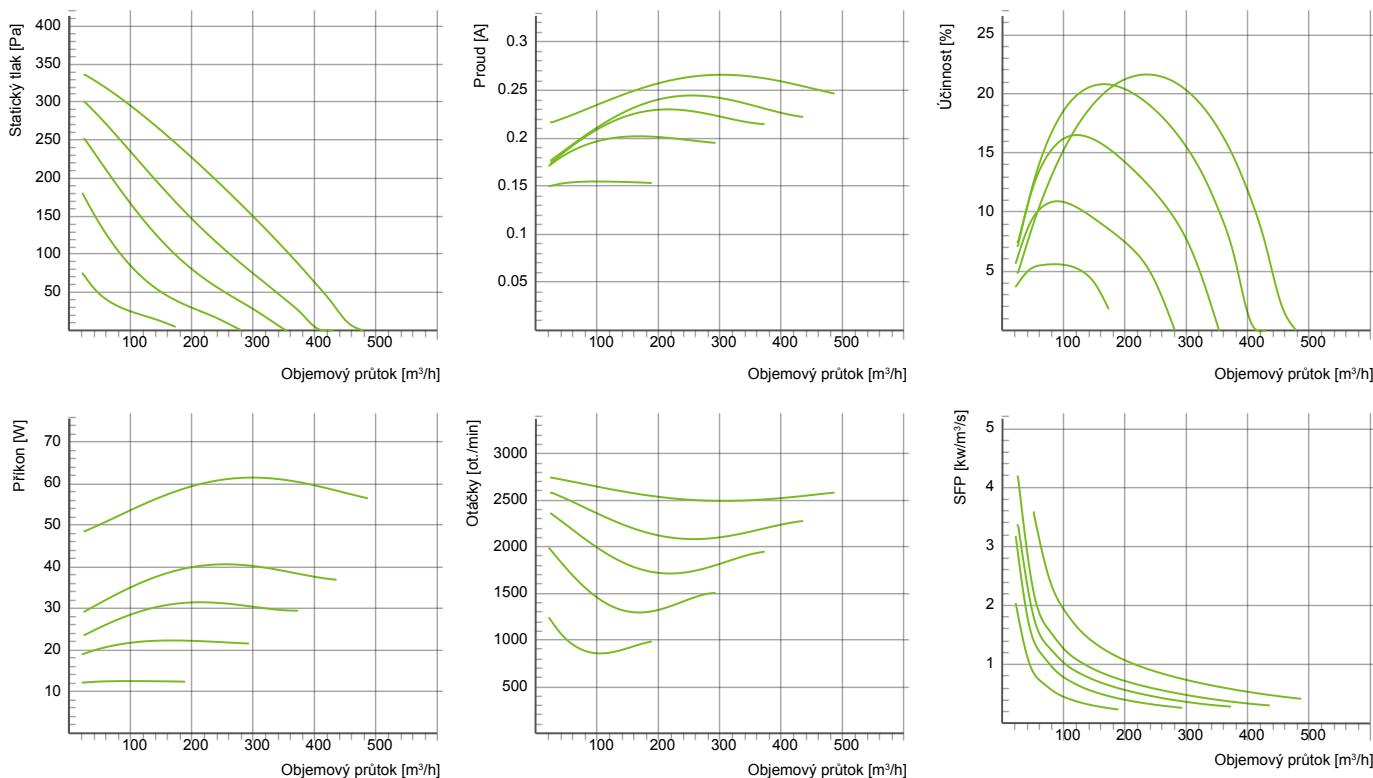 Statický tlak [Pa]
400
350
300
250
200
150
100
50
100 200 300 400 500
Objemový průtok [m³/h]
Proud [A]
0.3
0.25
0.2
0.15
0.1
0.05
100 200 300 400 500
Objemový průtok [m³/h]
Účinnost [%]
25
20
15
10
5
100 200 300 400 500
Objemový průtok [m³/h]
Příkon [W]
70
60
50
40
30
20
10
100 200 300 400 500
Objemový průtok [m³/h]
Otáčky [ot./min]
3000
2500
2000
1500
1000
500
100 200 300 400 500
Objemový průtok [m³/h]
SFP [kw/m³/s]
5
4
3
2
1
100 200 300 400 500
Objemový průtok [m³/h]